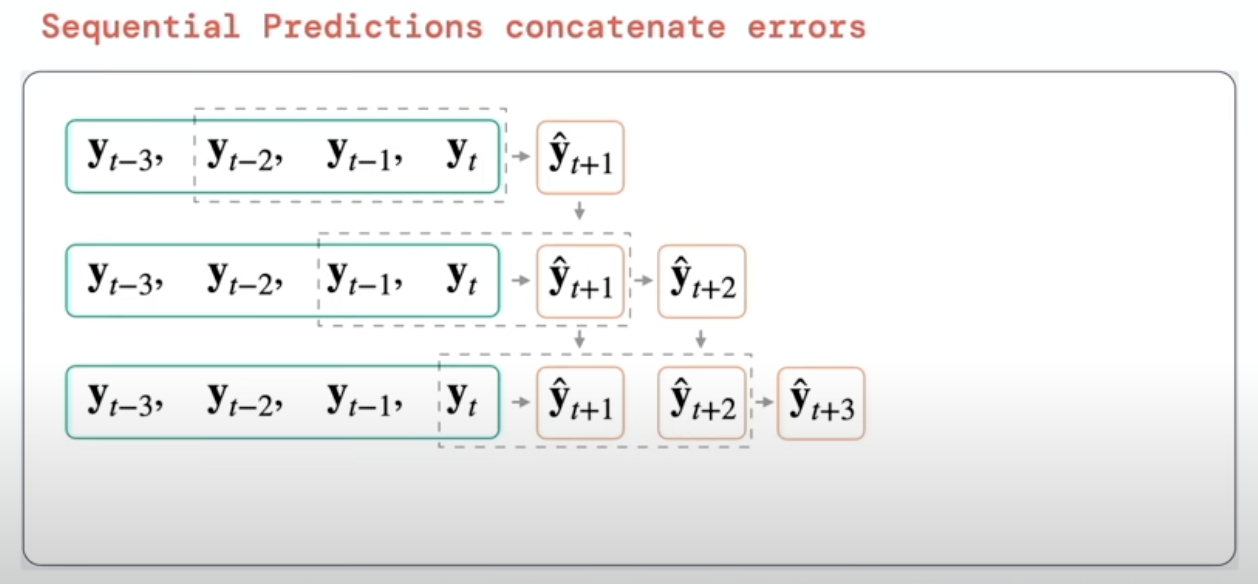 Sequential Predictions concatenate errors
y_{t−3}, y_{t−2}, y_{t−1}, y_t → ŷ_{t+1}
y_{t−3}, y_{t−2}, y_{t−1}, y_t → ŷ_{t+1} → ŷ_{t+2}
y_{t−3}, y_{t−2}, y_{t−1}, y_t → ŷ_{t+1} ŷ_{t+2} → ŷ_{t+3}